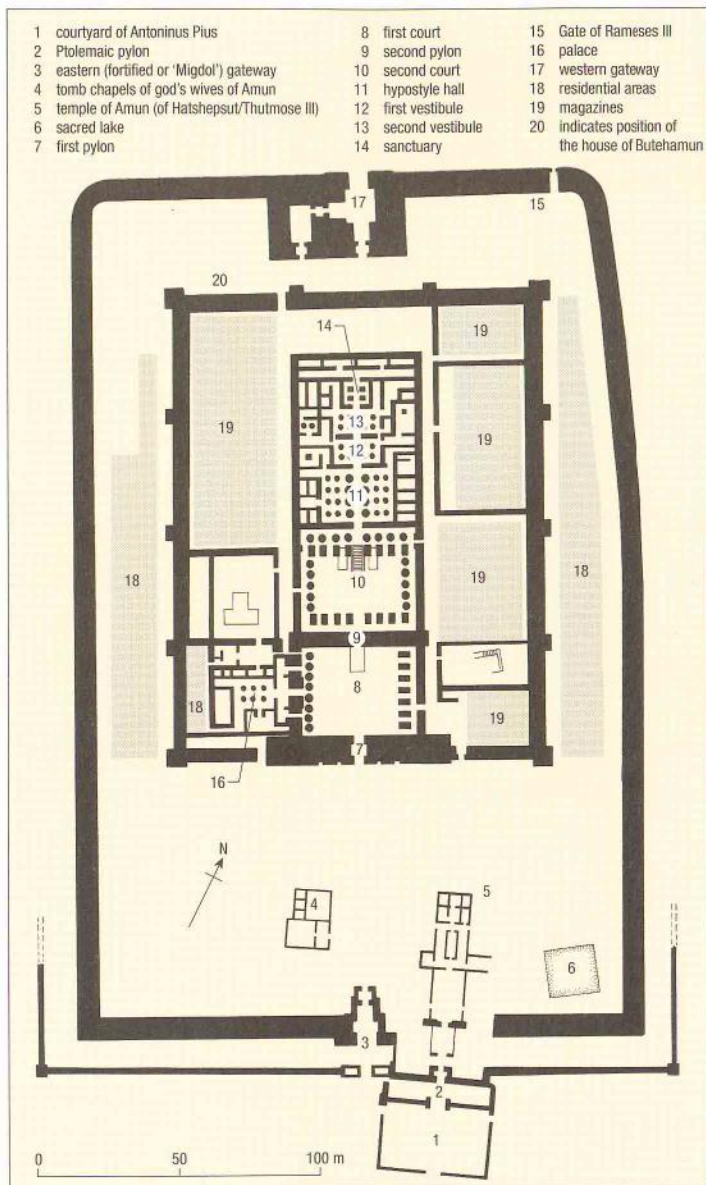 1 courtyard of Antoninus Pius
2 Ptolemaic pylon
3 eastern (fortified or 'Migdol') gateway
4 tomb chapels of god's wives of Amun
5 temple of Amun (of Hatshepsut/Thutmose III)
6 sacred lake
7 first pylon
8 first court
9 second pylon
10 second court
11 hypostyle hall
12 first vestibule
13 second vestibule
14 sanctuary
15 Gate of Rameses III
16 palace
17 western gateway
18 residential areas
19 magazines
20 indicates position of
the house of Butehamun
17
15
20
14
19
13
19
19
12
11
18
10
19
18
9
8
18
19
7
16
N
4
5
6
3
2
1
0 50 100 m